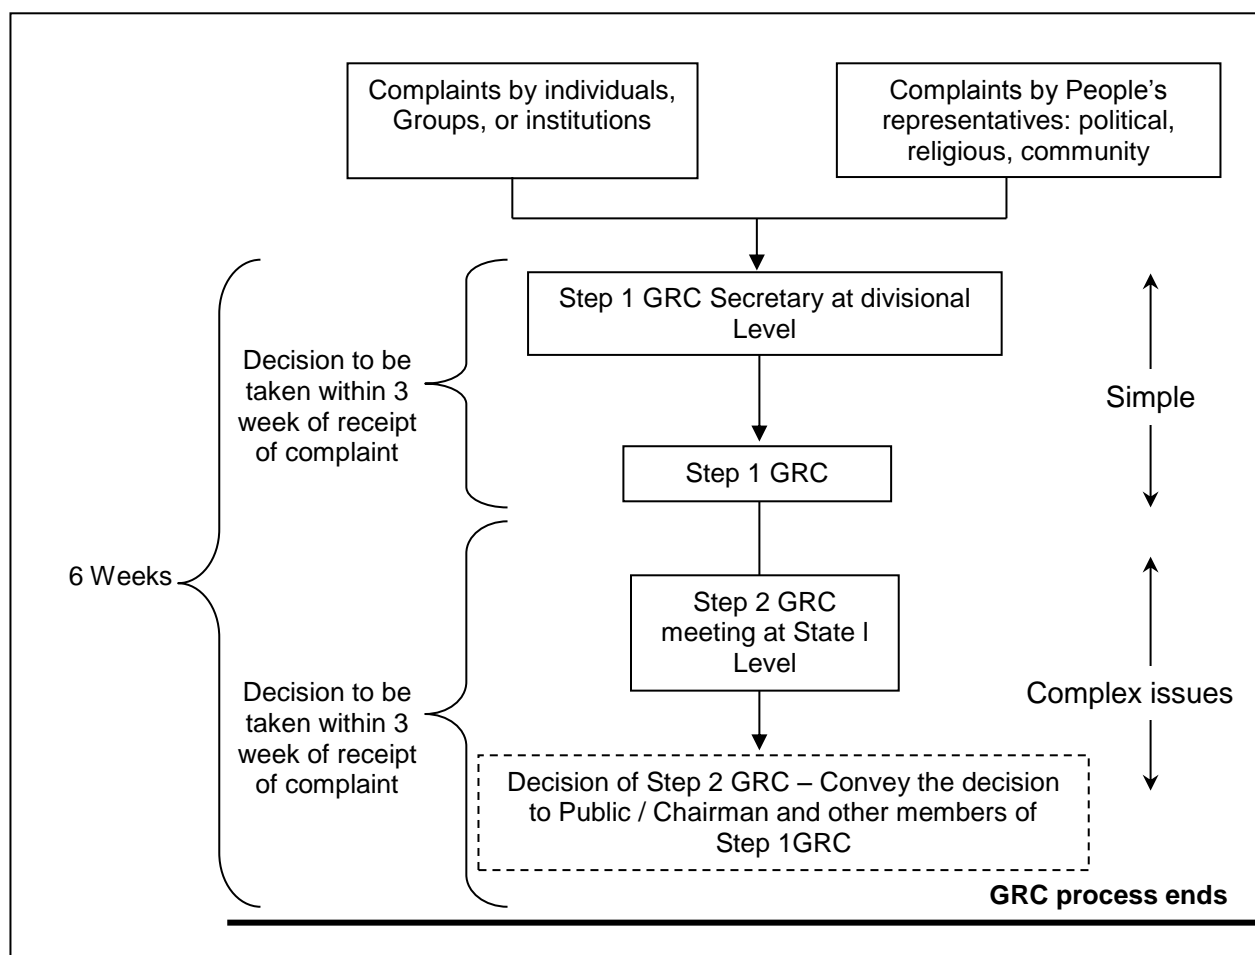 Complaints by individuals,
Groups, or institutions
Complaints by People’s
representatives: political,
religious, community
Step 1 GRC Secretary at divisional
Level
Decision to be
taken within 3
week of receipt
of complaint
Simple
Step 1 GRC
6 Weeks
Step 2 GRC
meeting at State l
Level
Decision to be
taken within 3
week of receipt
of complaint
Complex issues
Decision of Step 2 GRC – Convey the decision
to Public / Chairman and other members of
Step 1GRC
GRC process ends